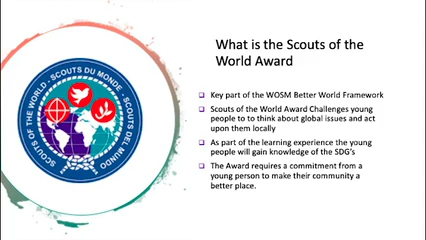 What is the Scouts of the
World Award
SCOUTS OF THE WORLD - SCOUTS DU MONDE - SCOUTS DEL MUNDO
Key part of the WOSM Better World Framework
Scouts of the World Award Challenges young
people to to think about global issues and act
upon them locally
As part of the learning experience the young
people will gain knowledge of the SDG's
The Award requires a commitment from a
young person to make their community a
better place.